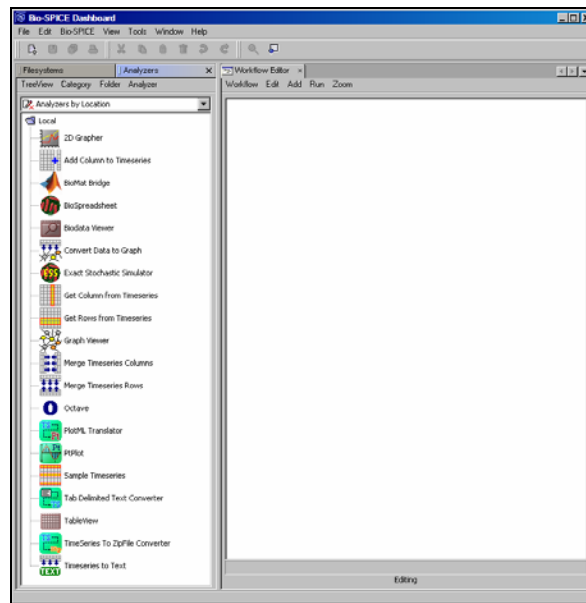 Bio-SPICE Dashboard
File Edit Bio-SPICE View Tools Window Help
Filesystems Analyzers Workflow Editor
TreeView Category Folder Analyzer Workflow Edit Add Run Zoom
Analyzers by Location
Local
2D Grapher
Add Column to Timeseries
BioMat Bridge
BioSpreadsheet
Biodata Viewer
Convert Data to Graph
Exact Stochastic Simulator
Get Column from Timeseries
Get Rows from Timeseries
Graph Viewer
Merge Timeseries Columns
Merge Timeseries Rows
Octave
PlotML Translator
PtPlot
Sample Timeseries
Tab Delimited Text Converter
TableView
TimeSeries To ZipFile Converter
Timeseries to Text
TEXT
Editing